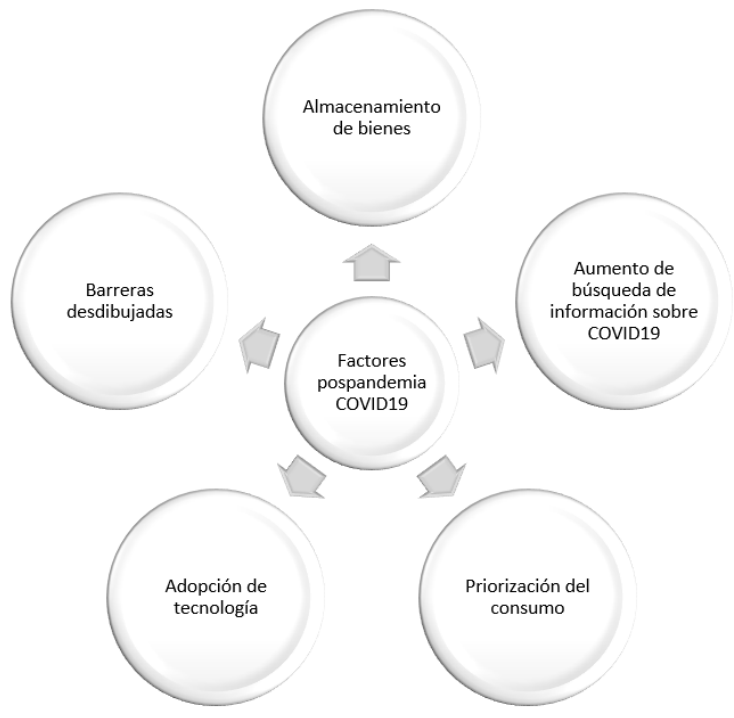 Almacenamiento
de bienes
Aumento de
búsqueda de
información sobre
COVID19
Barreras
desdibujadas
Factores
pospandemia
COVID19
Adopción de
tecnología
Priorización del
consumo